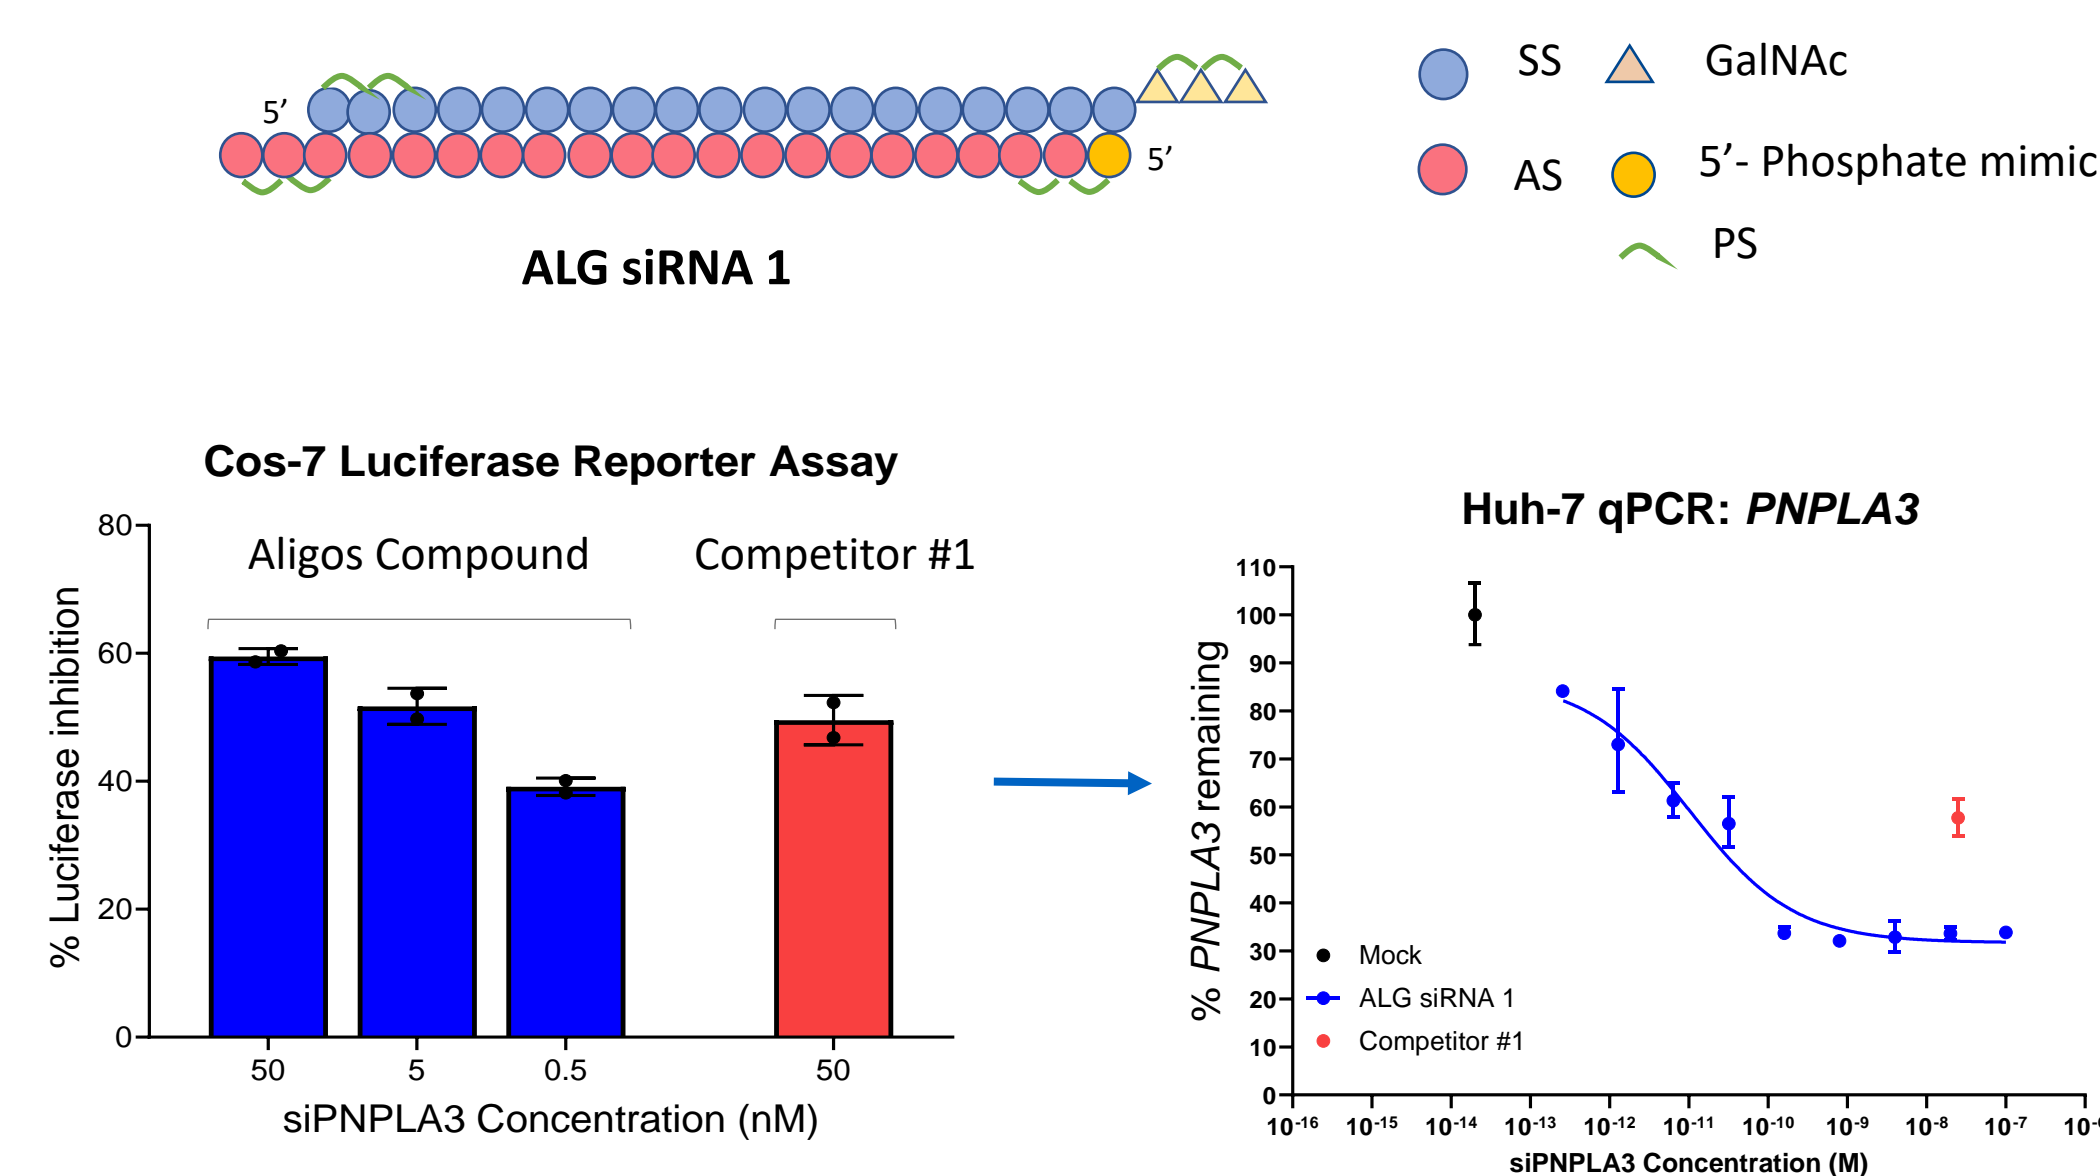 5’
5’
SS
GalNAc
AS
5’- Phosphate mimic
PS
ALG siRNA 1
Cos-7 Luciferase Reporter Assay
% Luciferase inhibition
80
60
40
20
0
Aligos Compound
Competitor #1
50
5
0.5
50
siPNPLA3 Concentration (nM)
Huh-7 qPCR: PNPLA3
% PNPLA3 remaining
110
100
90
80
70
60
50
40
30
20
10
0
Mock
ALG siRNA 1
Competitor #1
10⁻¹⁶ 10⁻¹⁵ 10⁻¹⁴ 10⁻¹³ 10⁻¹² 10⁻¹¹ 10⁻¹⁰ 10⁻⁹ 10⁻⁸ 10⁻⁷
siPNPLA3 Concentration (M)